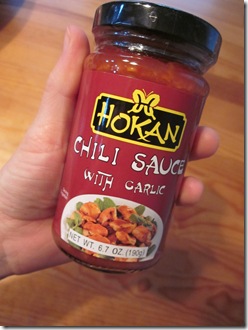 HOKAN
CHILI SAUCE
WITH GARLIC
NET WT. 6.7 OZ (190g)